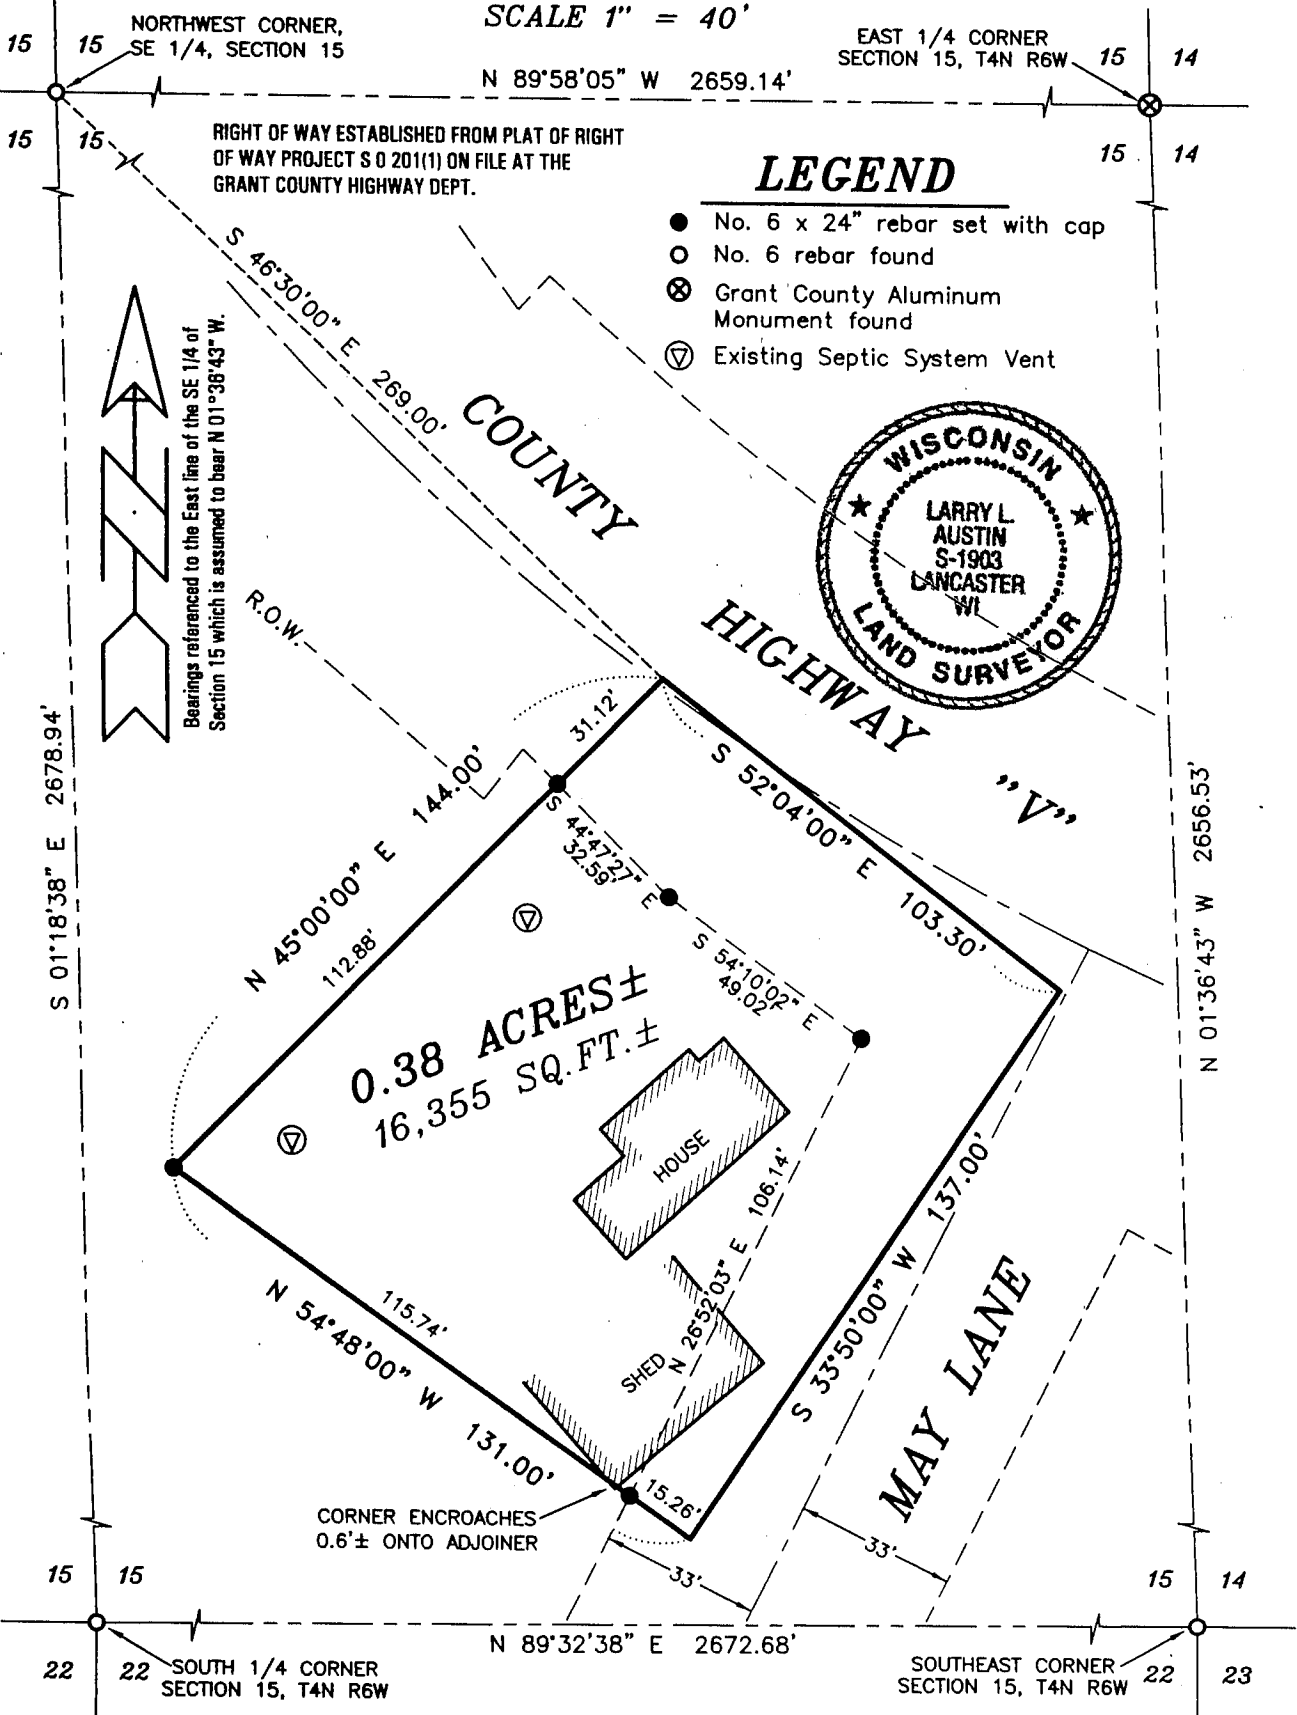 SCALE 1" = 40'
NORTHWEST CORNER,
SE 1/4, SECTION 15
15 15
EAST 1/4 CORNER
SECTION 15, T4N R6W
15 14
N 89°58'05" W 2659.14'
15 15
15 14
RIGHT OF WAY ESTABLISHED FROM PLAT OF RIGHT
OF WAY PROJECT S 0 201(1) ON FILE AT THE
GRANT COUNTY HIGHWAY DEPT.
LEGEND
No. 6 x 24" rebar set with cap
No. 6 rebar found
Grant County Aluminum
Monument found
Existing Septic System Vent
S 46°30'00" E 269.00'
Bearings referenced to the East line of the SE 1/4 of
Section 15 which is assumed to bear N 01°36'43" W.
COUNTY
HIGHWAY
"V"
WISCONSIN
LARRY L.
AUSTIN
S-1903
LANCASTER
WI
LAND SURVEYOR
R.O.W.
S 01°18'38" E 2678.94'
N 01°36'43" W 2656.53'
31.12'
N 45°00'00" E 144.00'
112.88'
S 52°04'00" E 103.30'
S 44°47'27" E
32.59'
S 54°10'02" E
49.02'
0.38 ACRES±
16,355 SQ.FT.±
HOUSE
106.14'
N 26°52'03" E
SHED
S 33°50'00" W 137.00'
MAY LANE
115.74'
N 54°48'00" W 131.00'
15.26'
CORNER ENCROACHES
0.6'± ONTO ADJOINER
33'
33'
15 15
15 14
N 89°32'38" E 2672.68'
22 22
SOUTH 1/4 CORNER
SECTION 15, T4N R6W
SOUTHEAST CORNER
SECTION 15, T4N R6W
22 23